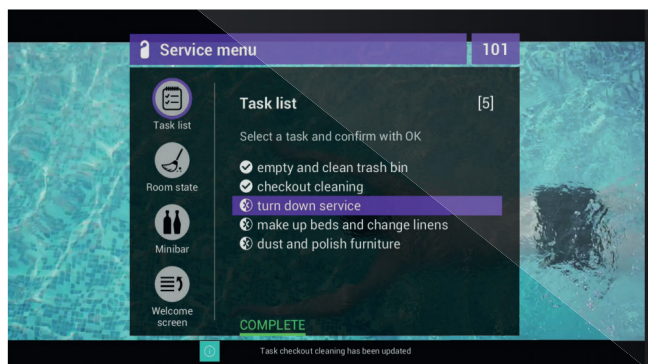 Service menu
101
Task list
Room state
Minibar
Welcome
screen
Task list
[5]
Select a task and confirm with OK
empty and clean trash bin
checkout cleaning
turn down service
make up beds and change linens
dust and polish furniture
COMPLETE
Task checkout cleaning has been updated